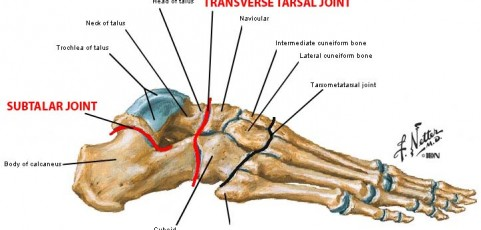 Head of talus
TRANSVERSE TARSAL JOINT
Neck of talus
Navicular
Trochlea of talus
Intermediate cuneiform bone
Lateral cuneiform bone
Tarsometatarsal joint
SUBTALAR JOINT
Body of calcaneus
Cuboid
F. Netter
M.D.